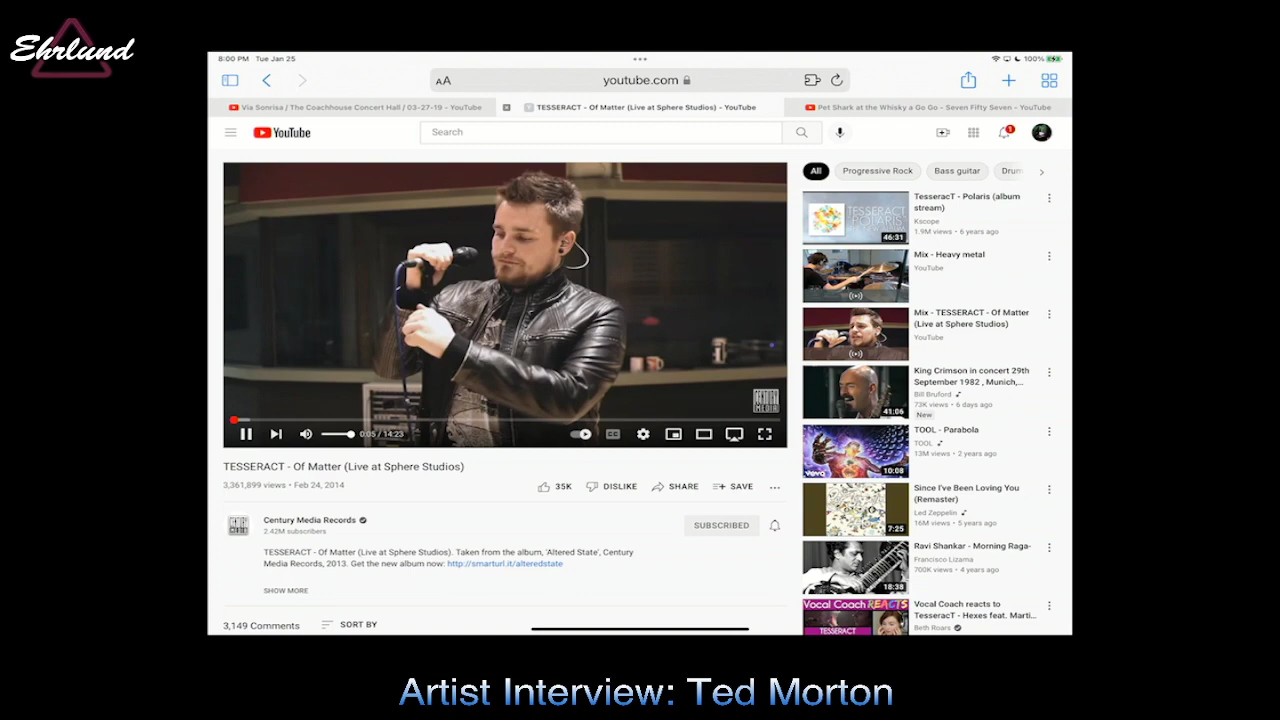 Ehrlund
8:00 PM Tue Jan 25
100%
AA
youtube.com
Via Sonrisa / The Coachhouse Concert Hall / 03-27-19 - YouTube
TESSERACT - Of Matter (Live at Sphere Studios) - YouTube
Pet Shark at the Whisky a Go Go - Seven Fifty Seven - YouTube
YouTube
Search
1
All
Progressive Rock
Bass guitar
Drum
CENTURY
MEDIA
0:05 / 14:23
CC
TESSERACT - Of Matter (Live at Sphere Studios)
3,361,899 views • Feb 24, 2014
35K
DISLIKE
SHARE
SAVE
Century Media Records
2.42M subscribers
SUBSCRIBED
TESSERACT - Of Matter (Live at Sphere Studios). Taken from the album, 'Altered State', Century
Media Records, 2013. Get the new album now: http://smarturl.it/alteredstate
SHOW MORE
3,149 Comments
SORT BY
TESSERACT
POLARIS
46:31
TesseracT - Polaris (album
stream)
Kscope
1.9M views • 6 years ago
Mix - Heavy metal
YouTube
Mix - TESSERACT - Of Matter
(Live at Sphere Studios)
YouTube
41:06
King Crimson in concert 29th
September 1982 , Munich,...
Bill Bruford
73K views • 6 days ago
New
vevo
10:08
TOOL - Parabola
TOOL
13M views • 2 years ago
7:25
Since I've Been Loving You
(Remaster)
Led Zeppelin
16M views • 5 years ago
18:38
Ravi Shankar - Morning Raga-
Francisco Lizama
700K views • 4 years ago
Vocal Coach REACTS
TESSERACT
Vocal Coach reacts to
TesseracT - Hexes feat. Marti...
Beth Roars
Artist Interview: Ted Morton